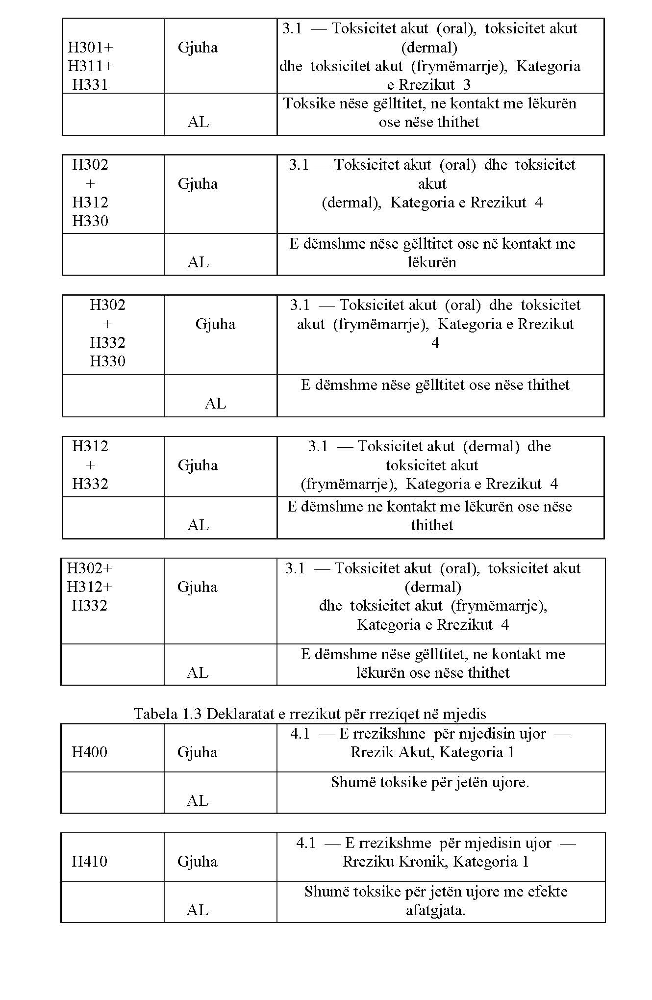 3.1 — Toksicitet akut (oral), toksicitet akut
H301+ Gjuha (dermal)
H311+ dhe toksicitet akut (frymëmarrje), Kategoria
H331 e Rrezikut 3
Toksike nëse gëlltitet, ne kontakt me lëkurën
AL ose nëse thithet
H302 3.1 — Toksicitet akut (oral) dhe toksicitet
+ Gjuha akut
H312 (dermal), Kategoria e Rrezikut 4
H330
E dëmshme nëse gëlltitet ose në kontakt me
AL lëkurën
H302 3.1 — Toksicitet akut (oral) dhe toksicitet
+ Gjuha akut (frymëmarrje), Kategoria e Rrezikut
H332 4
H330
E dëmshme nëse gëlltitet ose nëse thithet
AL
H312 3.1 — Toksicitet akut (dermal) dhe
+ Gjuha toksicitet akut
H332 (frymëmarrje), Kategoria e Rrezikut 4
E dëmshme ne kontakt me lëkurën ose nëse
AL thithet
H302+ 3.1 — Toksicitet akut (oral), toksicitet akut
H312+ Gjuha (dermal)
H332 dhe toksicitet akut (frymëmarrje),
Kategoria e Rrezikut 4
E dëmshme nëse gëlltitet, ne kontakt me
AL lëkurën ose nëse thithet
Tabela 1.3 Deklaratat e rrezikut për rreziqet në mjedis
4.1 — E rrezikshme për mjedisin ujor —
H400 Gjuha Rrezik Akut, Kategoria 1
Shumë toksike për jetën ujore.
AL
4.1 — E rrezikshme për mjedisin ujor —
H410 Gjuha Rreziku Kronik, Kategoria 1
Shumë toksike për jetën ujore me efekte
AL afatgjata.